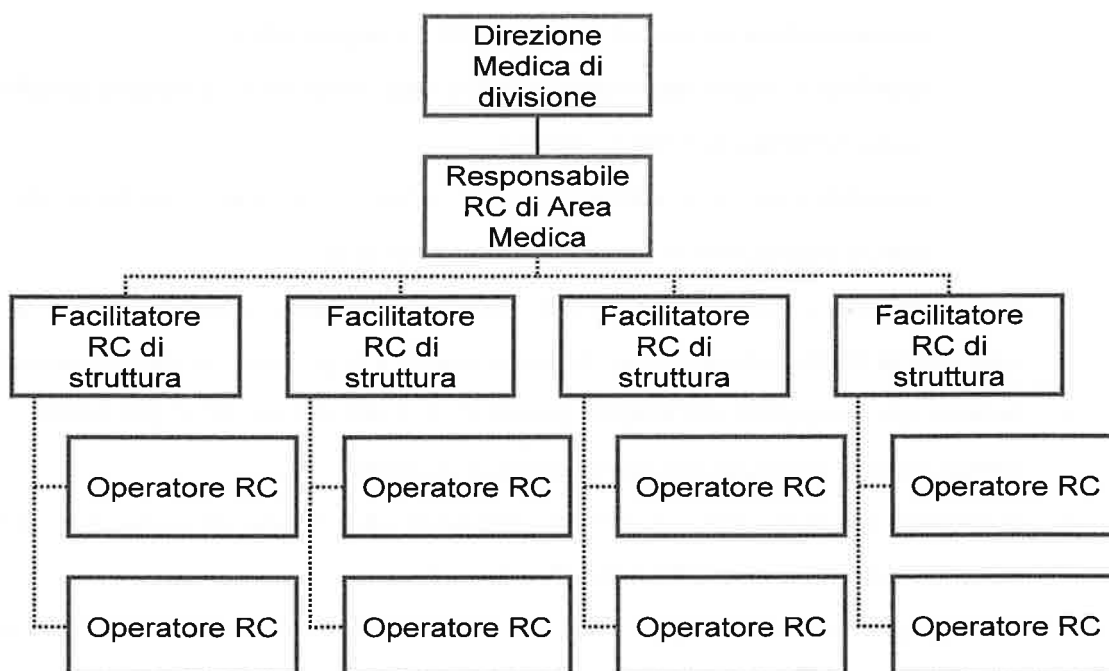 Direzione
Medica di
divisione
Responsabile
RC di Area
Medica
Facilitatore
RC di
struttura
Facilitatore
RC di
struttura
Facilitatore
RC di
struttura
Facilitatore
RC di
struttura
Operatore RC
Operatore RC
Operatore RC
Operatore RC
Operatore RC
Operatore RC
Operatore RC
Operatore RC